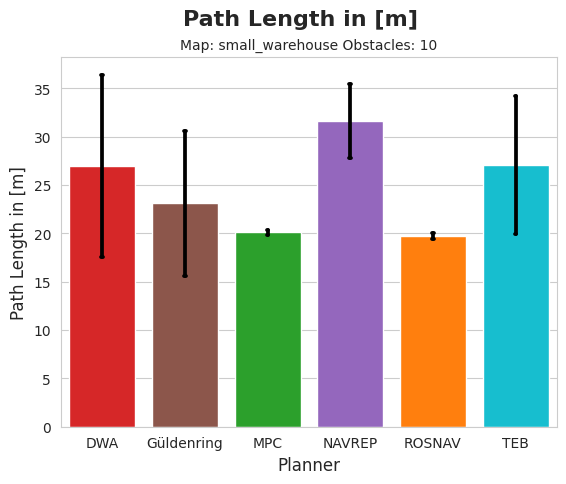 Path Length in [m]
Map: small_warehouse Obstacles: 10
Path Length in [m]
35
30
25
20
15
10
5
0
DWA Güldenring MPC NAVREP ROSNAV TEB
Planner